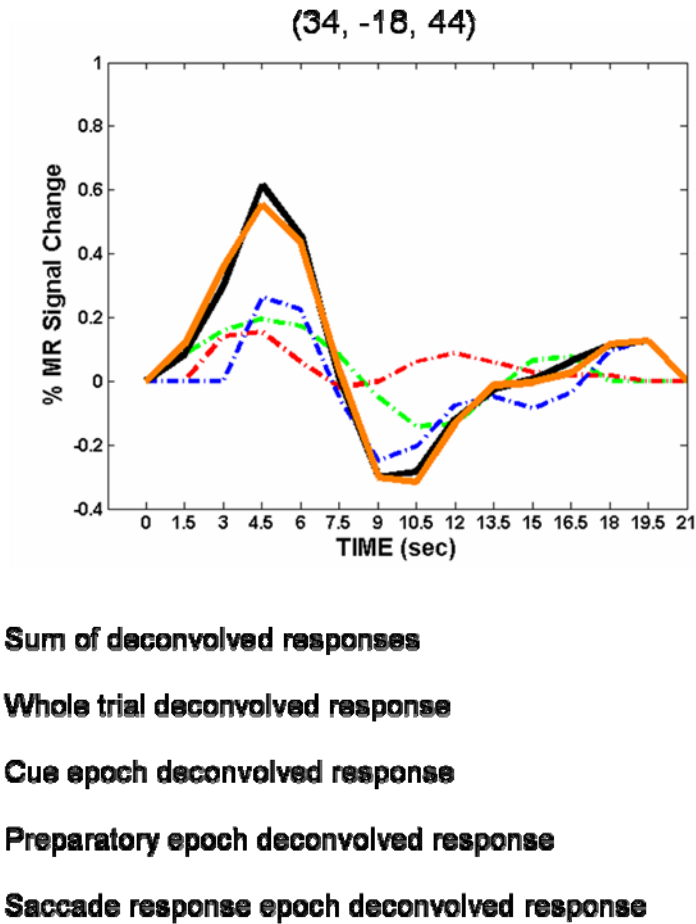 (34, -18, 44)
1
0.8
0.6
0.4
0.2
0
-0.2
-0.4
% MR Signal Change
0 1.5 3 4.5 6 7.5 9 10.5 12 13.5 15 16.5 18 19.5 21
TIME (sec)
Sum of deconvolved responses
Whole trial deconvolved response
Cue epoch deconvolved response
Preparatory epoch deconvolved response
Saccade response epoch deconvolved response